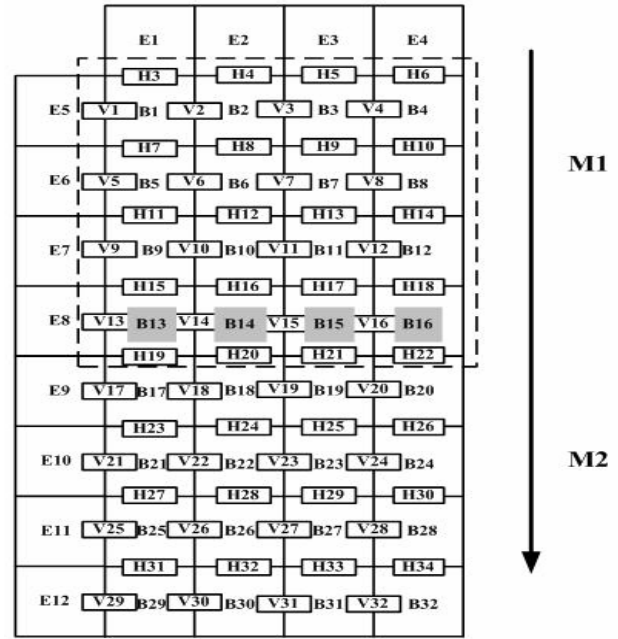 E1 E2 E3 E4
H3 H4 H5 H6
E5 V1 B1 V2 B2 V3 B3 V4 B4
H7 H8 H9 H10
M1
E6 V5 B5 V6 B6 V7 B7 V8 B8
H11 H12 H13 H14
E7 V9 B9 V10 B10 V11 B11 V12 B12
H15 H16 H17 H18
E8 V13 B13 V14 B14 V15 B15 V16 B16
H19 H20 H21 H22
E9 V17 B17 V18 B18 V19 B19 V20 B20
H23 H24 H25 H26
E10 V21 B21 V22 B22 V23 B23 V24 B24
M2
H27 H28 H29 H30
E11 V25 B25 V26 B26 V27 B27 V28 B28
H31 H32 H33 H34
E12 V29 B29 V30 B30 V31 B31 V32 B32